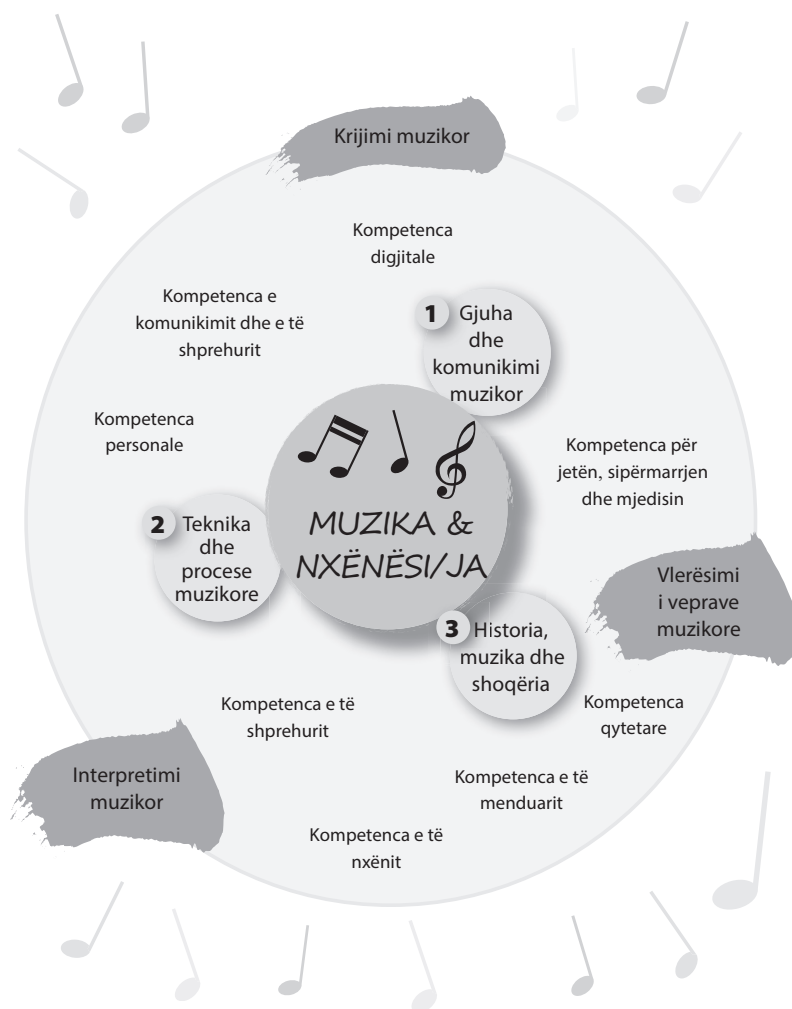 Krijimi muzikor
Kompetenca
digjitale
Kompetenca e
komunikimit dhe e të
shprehurit
1
Gjuha
dhe
komunikimi
muzikor
Kompetenca
personale
Kompetenca për
jetën, sipërmarrjen
dhe mjedisin
MUZIKA &
NXËNËSI/JA
2
Teknika
dhe
procese
muzikore
Vlerësimi
i veprave
muzikore
3
Historia,
muzika dhe
shoqëria
Kompetenca e të
shprehurit
Kompetenca
qytetare
Interpretimi
muzikor
Kompetenca e të
menduarit
Kompetenca e të
nxënit